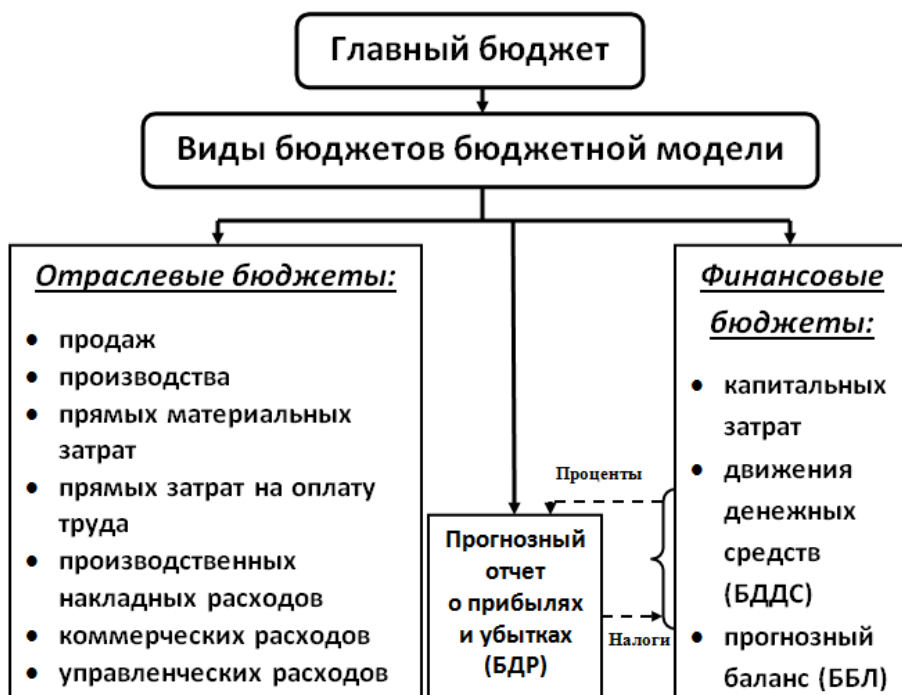 Главный бюджет
Виды бюджетов бюджетной модели
Отраслевые бюджеты:
• продаж
• производства
• прямых материальных
затрат
• прямых затрат на оплату
труда
• производственных
накладных расходов
• коммерческих расходов
• управленческих расходов
Прогнозный
отчет
о прибылях
и убытках
(БДР)
Проценты
Налоги
Финансовые
бюджеты:
• капитальных
затрат
• движения
денежных
средств
(БДДС)
• прогнозный
баланс (ББЛ)